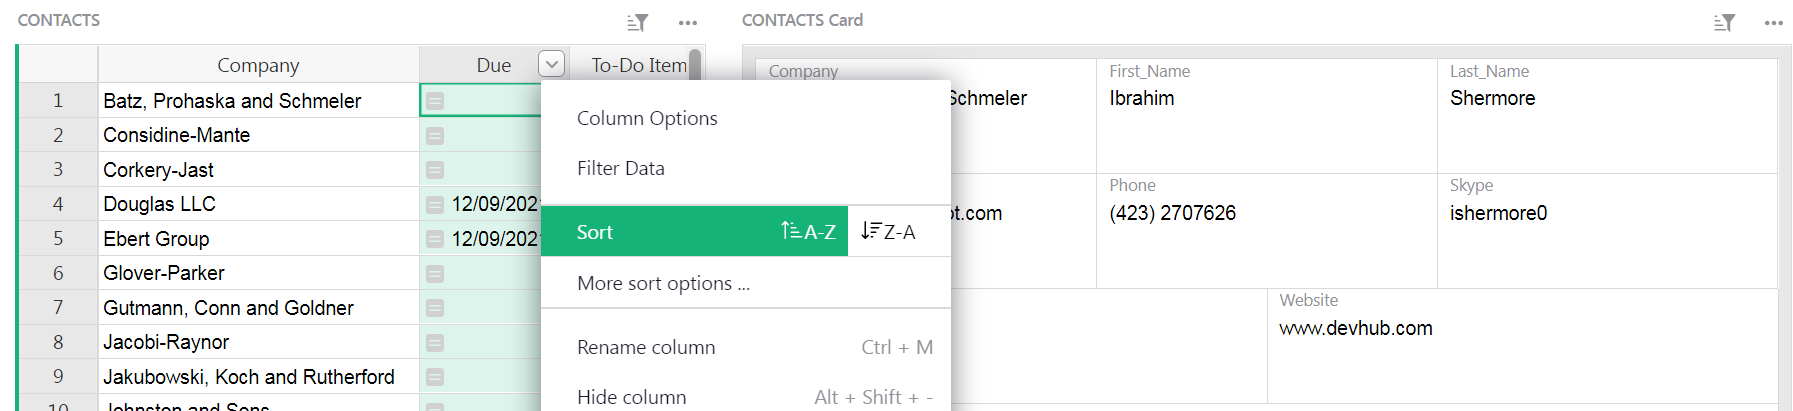 CONTACTS
CONTACTS Card
Company Due To-Do Item
1 Batz, Prohaska and Schmeler
2 Considine-Mante
3 Corkery-Jast
4 Douglas LLC 12/09/202
5 Ebert Group 12/09/202
6 Glover-Parker
7 Gutmann, Conn and Goldner
8 Jacobi-Raynor
9 Jakubowski, Koch and Rutherford
10 Johnston and Sons
Column Options
Filter Data
Sort A-Z Z-A
More sort options ...
Rename column Ctrl + M
Hide column Alt + Shift + -
Company First_Name Last_Name
Schmeler Ibrahim Shermore
Phone Skype
ot.com (423) 2707626 ishermore0
Website
www.devhub.com